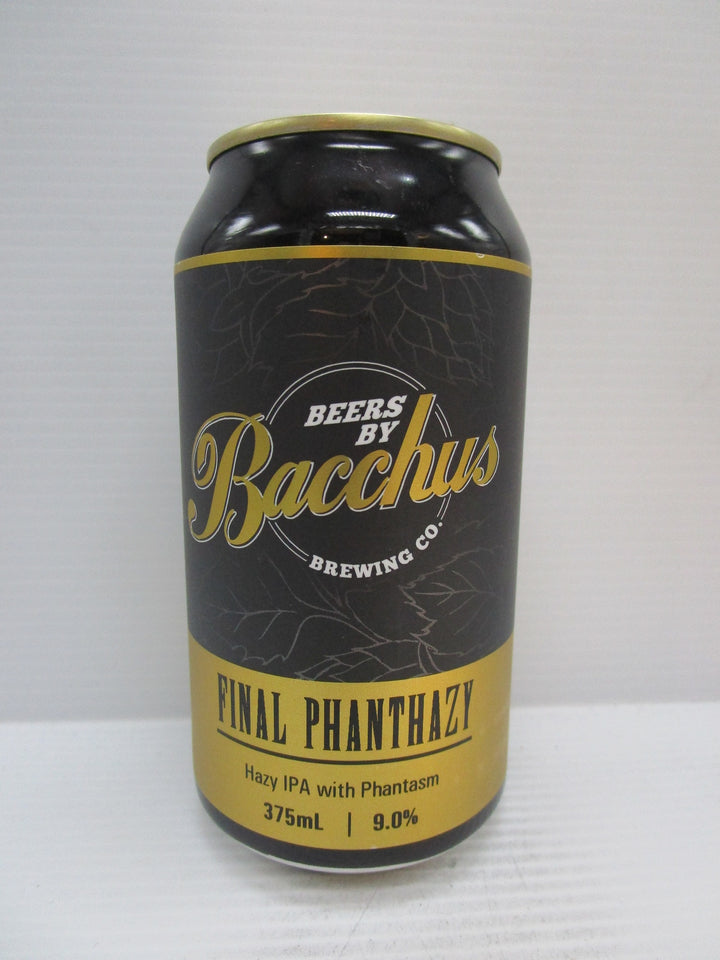 BEERS
BY
Bacchus
BREWING CO.
FINAL PHANTHAZY
Hazy IPA with Phantasm
375mL | 9.0%